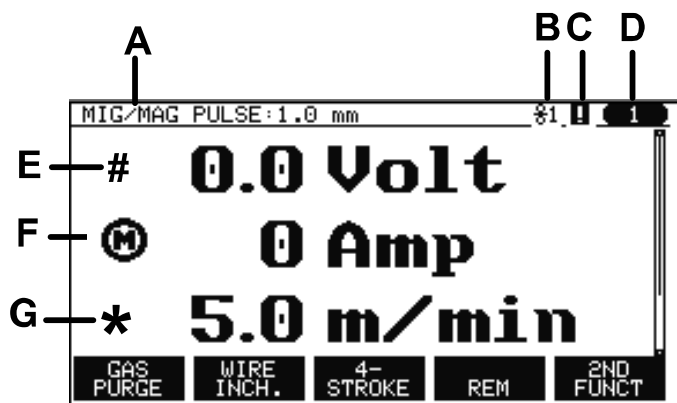 A B C D
MIG/MAG PULSE:1.0 mm 1 ! 1
E # 0.0 Volt
F M 0 Amp
G * 5.0 m/min
GAS PURGE
WIRE INCH.
4-STROKE
REM
2ND FUNCT